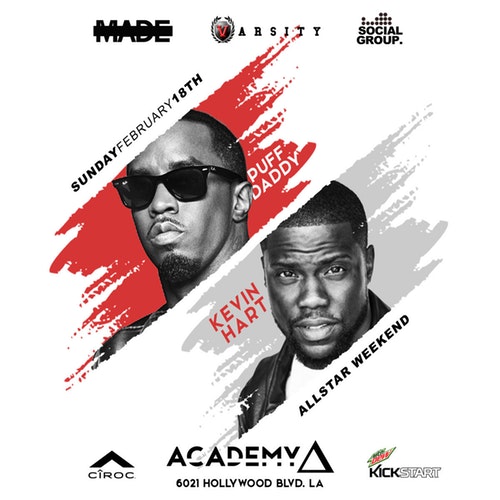 MADE
VARSITY
SOCIAL
GROUP.
SUNDAYFEBRUARY18TH
PUFF
DADDY
KEVIN
HART
ALLSTAR WEEKEND
CÎROC
ACADEMY
6021 HOLLYWOOD BLVD. LA
MTN DEW
KICKSTART